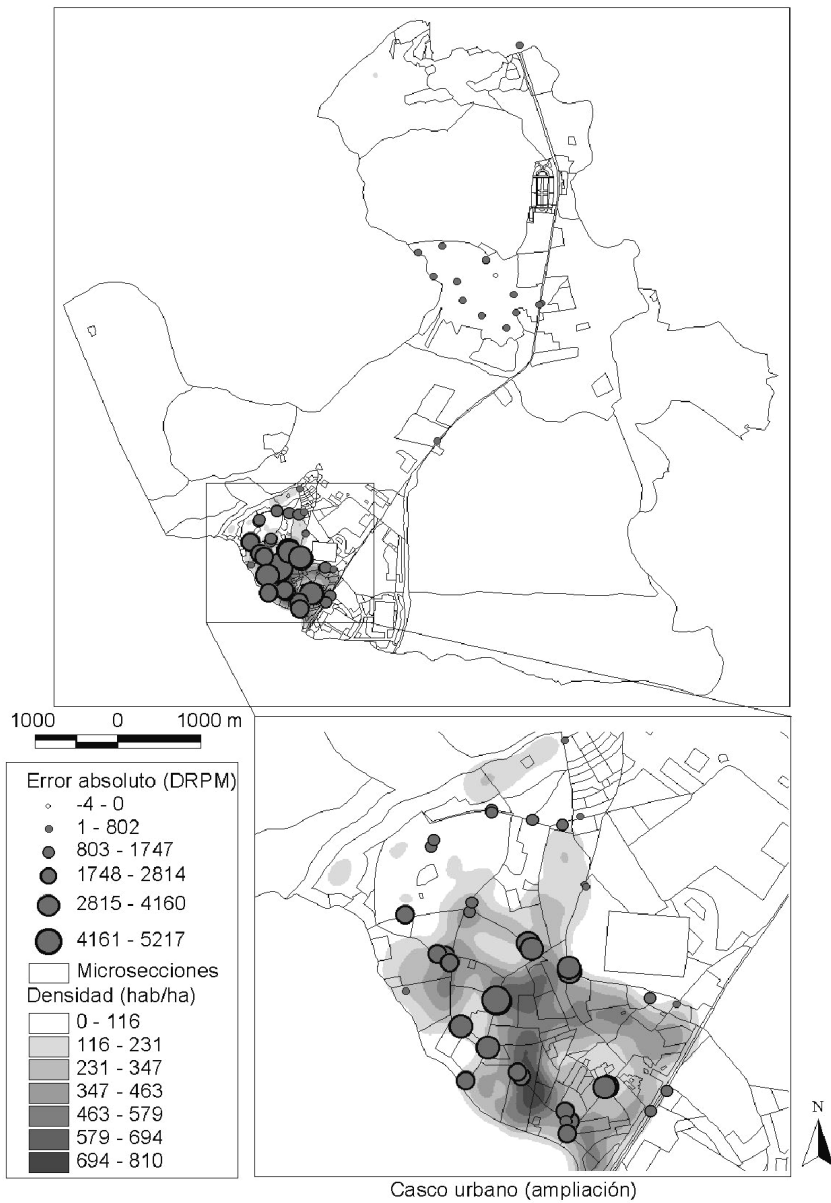 1000 0 1000 m
Error absoluto (DRPM)
-4 - 0
1 - 802
803 - 1747
1748 - 2814
2815 - 4160
4161 - 5217
Microsecciones
Densidad (hab/ha)
0 - 116
116 - 231
231 - 347
347 - 463
463 - 579
579 - 694
694 - 810
N
Casco urbano (ampliación)